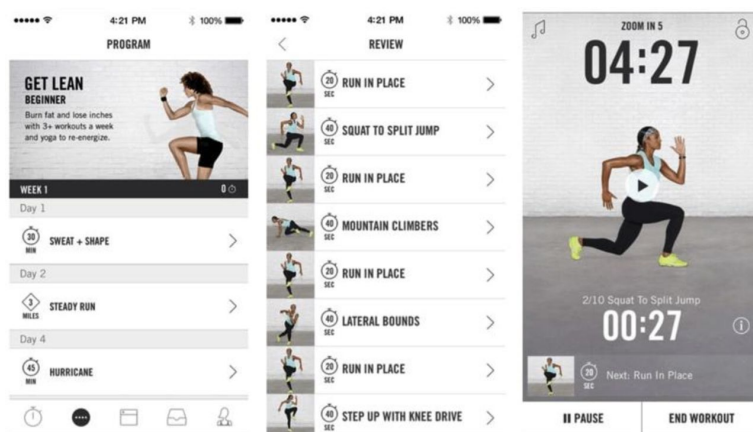 4:21 PM
100%
PROGRAM
GET LEAN
BEGINNER
Burn fat and lose inches
with 3+ workouts a week
and yoga to re-energize.
WEEK 1
0
Day 1
30
MIN
SWEAT + SHAPE
Day 2
3
MILES
STEADY RUN
Day 4
45
MIN
HURRICANE
4:21 PM
100%
REVIEW
20
SEC
RUN IN PLACE
40
SEC
SQUAT TO SPLIT JUMP
20
SEC
RUN IN PLACE
40
SEC
MOUNTAIN CLIMBERS
20
SEC
RUN IN PLACE
40
SEC
LATERAL BOUNDS
20
SEC
RUN IN PLACE
40
SEC
STEP UP WITH KNEE DRIVE
ZOOM IN 5
04:27
2/10 Squat To Split Jump
00:27
i
20
SEC
Next: Run In Place
PAUSE
END WORKOUT